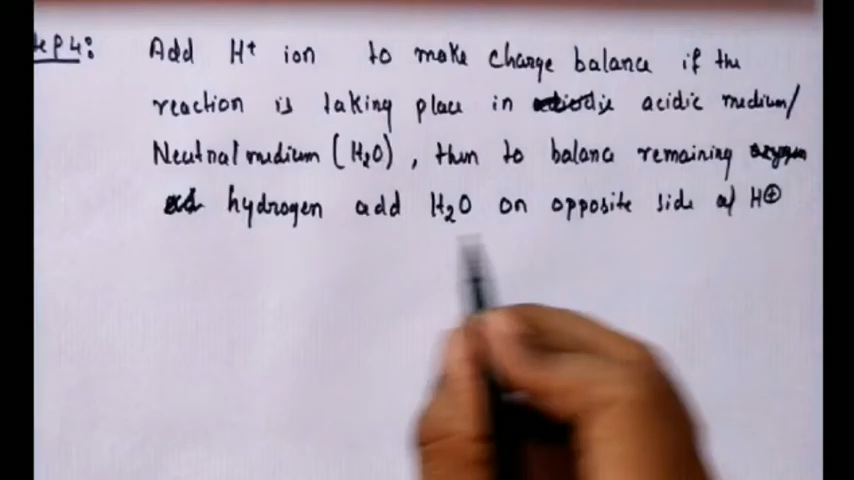 tep 4:
Add H+ ion to make charge balance if the
reaction is taking place in acidic medium/
Neutral medium (H2O), then to balance remaining
hydrogen add H2O on opposite side of H⊕